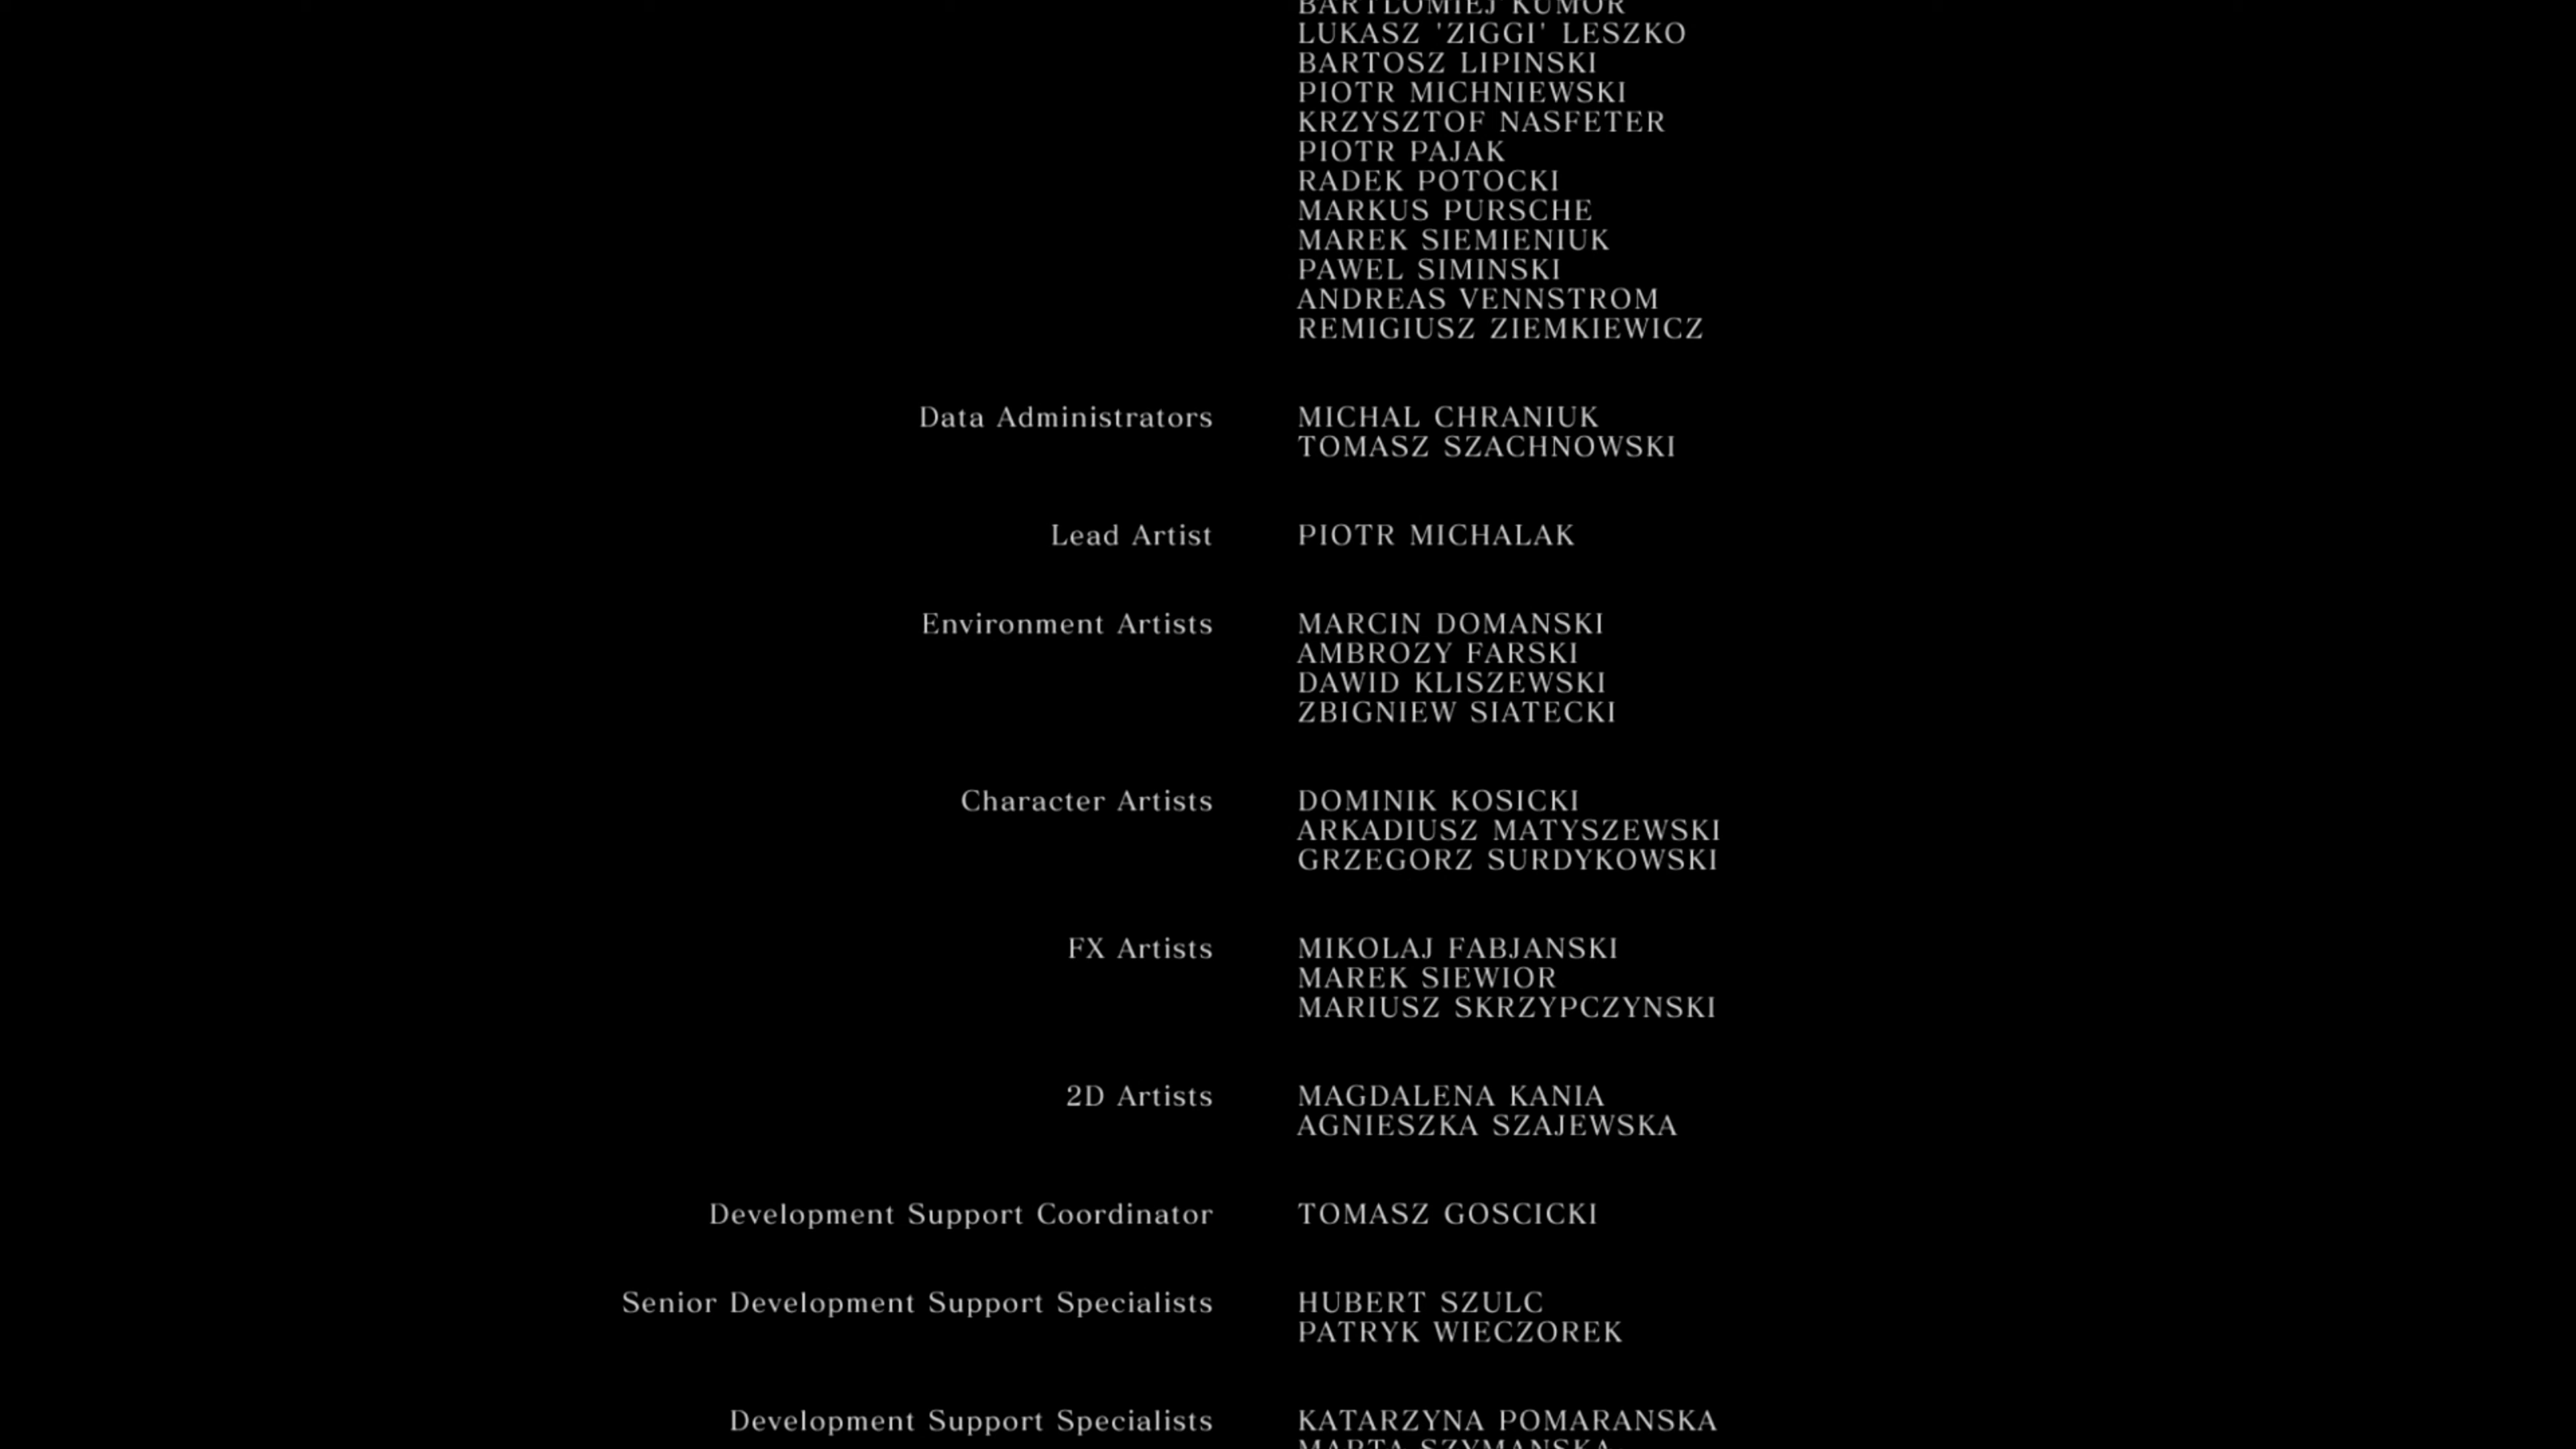 BARTLOMIEJ KUMOR
LUKASZ 'ZIGGI' LESZKO
BARTOSZ LIPINSKI
PIOTR MICHNIEWSKI
KRZYSZTOF NASFETER
PIOTR PAJAK
RADEK POTOCKI
MARKUS PURSCHE
MAREK SIEMIENIUK
PAWEL SIMINSKI
ANDREAS VENNSTROM
REMIGIUSZ ZIEMKIEWICZ
Data Administrators MICHAL CHRANIUK
TOMASZ SZACHNOWSKI
Lead Artist PIOTR MICHALAK
Environment Artists MARCIN DOMANSKI
AMBROZY FARSKI
DAWID KLISZEWSKI
ZBIGNIEW SIATECKI
Character Artists DOMINIK KOSICKI
ARKADIUSZ MATYSZEWSKI
GRZEGORZ SURDYKOWSKI
FX Artists MIKOLAJ FABJANSKI
MAREK SIEWIOR
MARIUSZ SKRZYPCZYNSKI
2D Artists MAGDALENA KANIA
AGNIESZKA SZAJEWSKA
Development Support Coordinator TOMASZ GOSCICKI
Senior Development Support Specialists HUBERT SZULC
PATRYK WIECZOREK
Development Support Specialists KATARZYNA POMARANSKA
MARTA SZYMANSKA